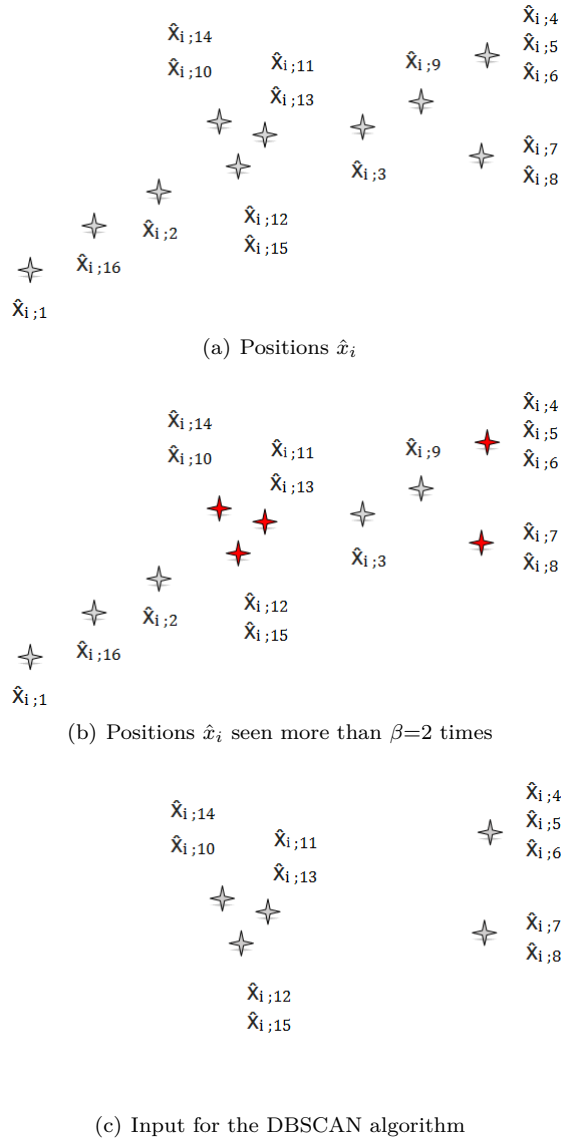 x̂i ;4
x̂i ;14
x̂i ;5
x̂i ;11
x̂i ;9
x̂i ;10
x̂i ;6
x̂i ;13
x̂i ;7
x̂i ;3
x̂i ;8
x̂i ;12
x̂i ;2
x̂i ;15
x̂i ;16
x̂i ;1
(a) Positions x̂i
x̂i ;4
x̂i ;14
x̂i ;5
x̂i ;11
x̂i ;9
x̂i ;10
x̂i ;6
x̂i ;13
x̂i ;7
x̂i ;3
x̂i ;8
x̂i ;12
x̂i ;2
x̂i ;15
x̂i ;16
x̂i ;1
(b) Positions x̂i seen more than β=2 times
x̂i ;4
x̂i ;14
x̂i ;5
x̂i ;11
x̂i ;10
x̂i ;6
x̂i ;13
x̂i ;7
x̂i ;8
x̂i ;12
x̂i ;15
(c) Input for the DBSCAN algorithm